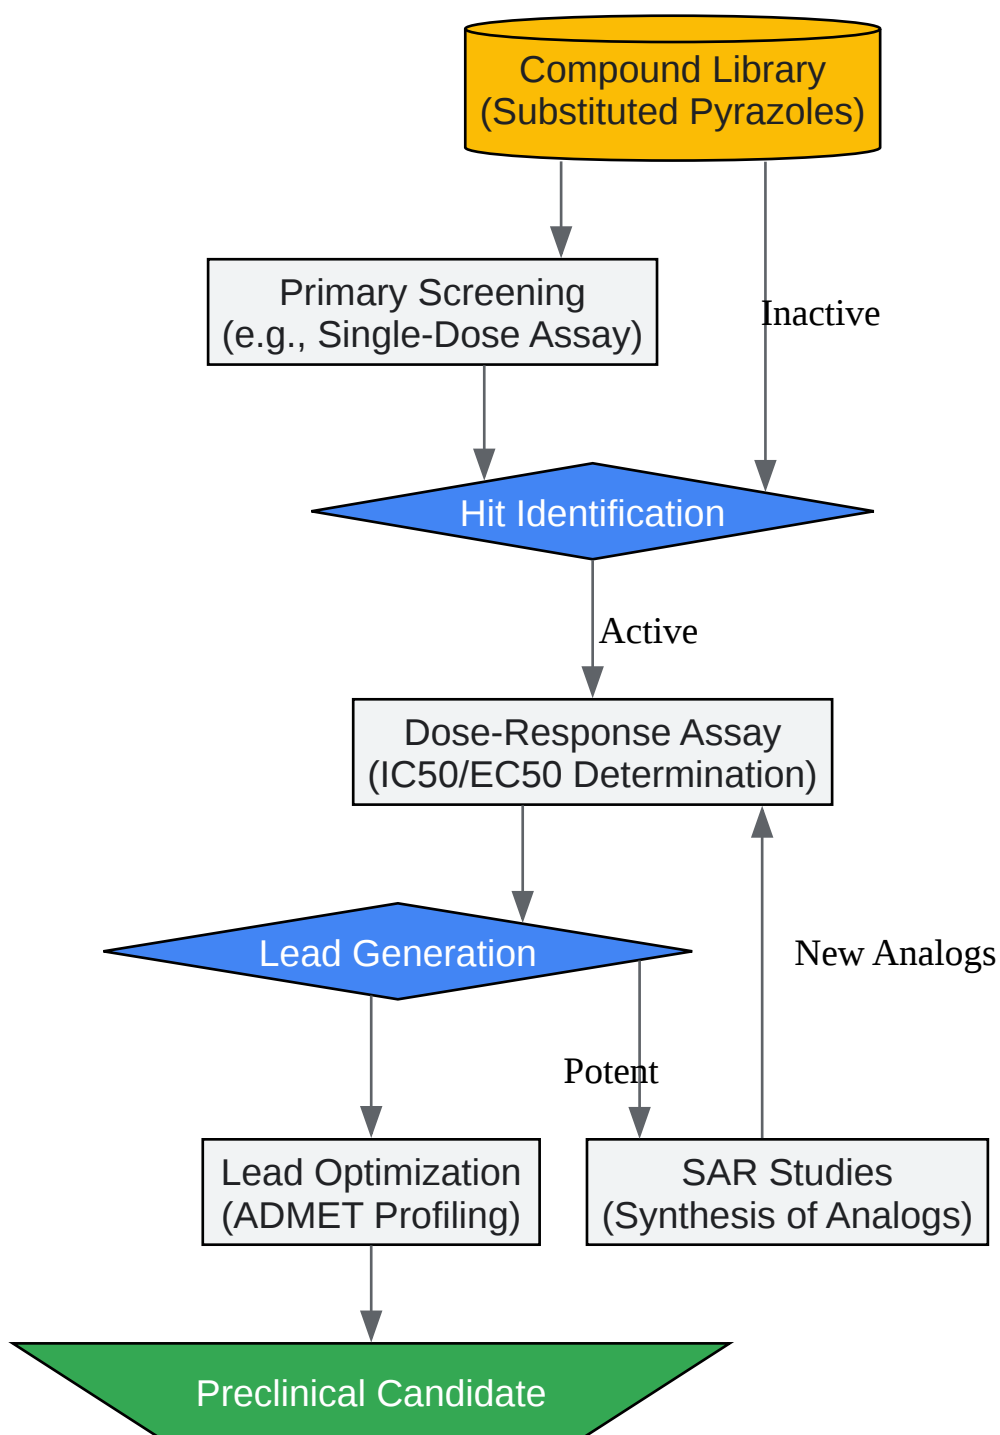 Compound Library
(Substituted Pyrazoles)
Primary Screening
(e.g., Single-Dose Assay)
Inactive
Hit Identification
Active
Dose-Response Assay
(IC50/EC50 Determination)
Lead Generation
New Analogs
Potent
Lead Optimization
(ADMET Profiling)
SAR Studies
(Synthesis of Analogs)
Preclinical Candidate